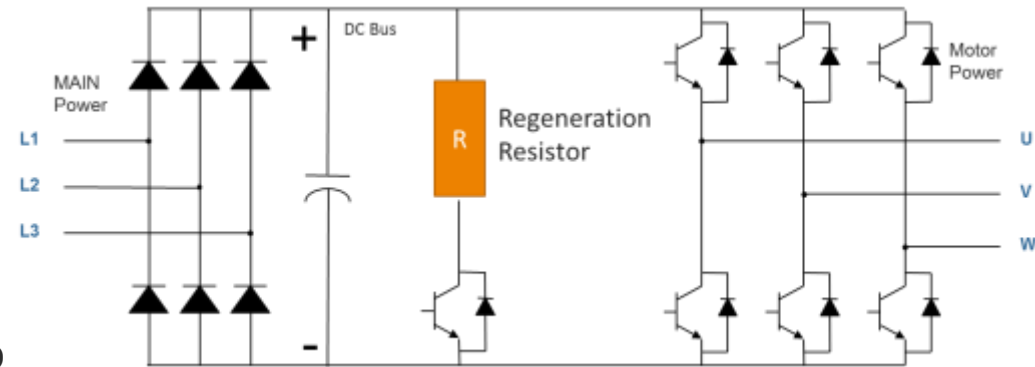 +
DC Bus
MAIN
Power
Motor
Power
L1
L2
L3
R
Regeneration
Resistor
U
V
W
-